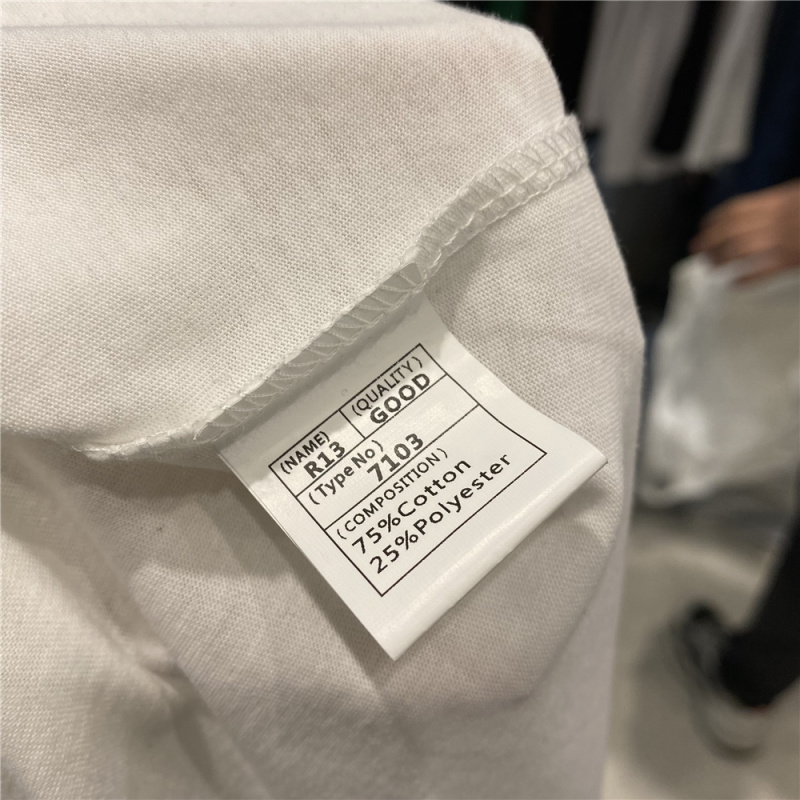 (NAME)
R13
(QUALITY)
GOOD
(Type No)
7103
(COMPOSITION)
75%Cotton
25%Polyester